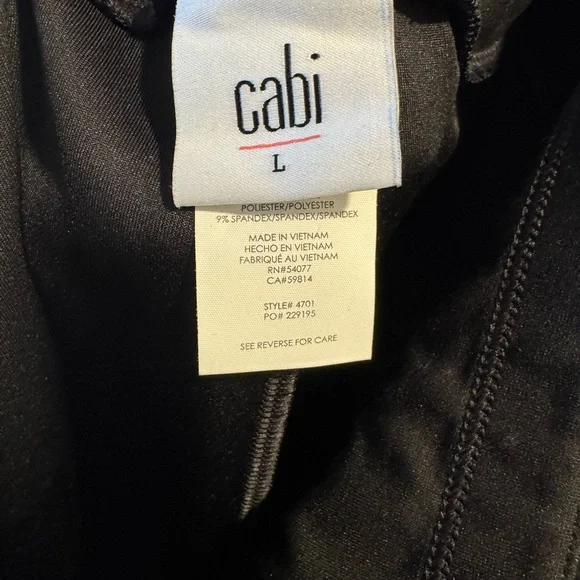 cabi
L
POLIESTER/POLYESTER
9% SPANDEX/SPANDEX/SPANDEX
MADE IN VIETNAM
HECHO EN VIETNAM
FABRIQUÉ AU VIETNAM
RN#54077
CA#59814
STYLE# 4701
PO# 229195
SEE REVERSE FOR CARE